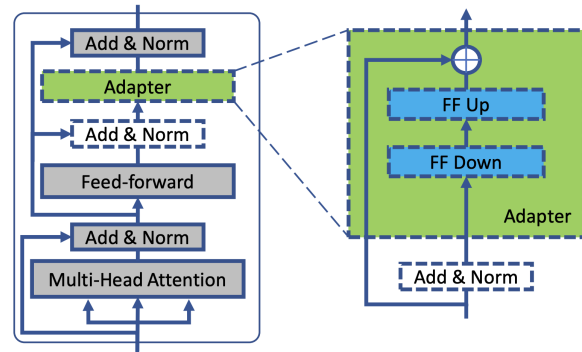 Add & Norm
Adapter
Add & Norm
Feed-forward
Add & Norm
Multi-Head Attention
FF Up
FF Down
Adapter
Add & Norm